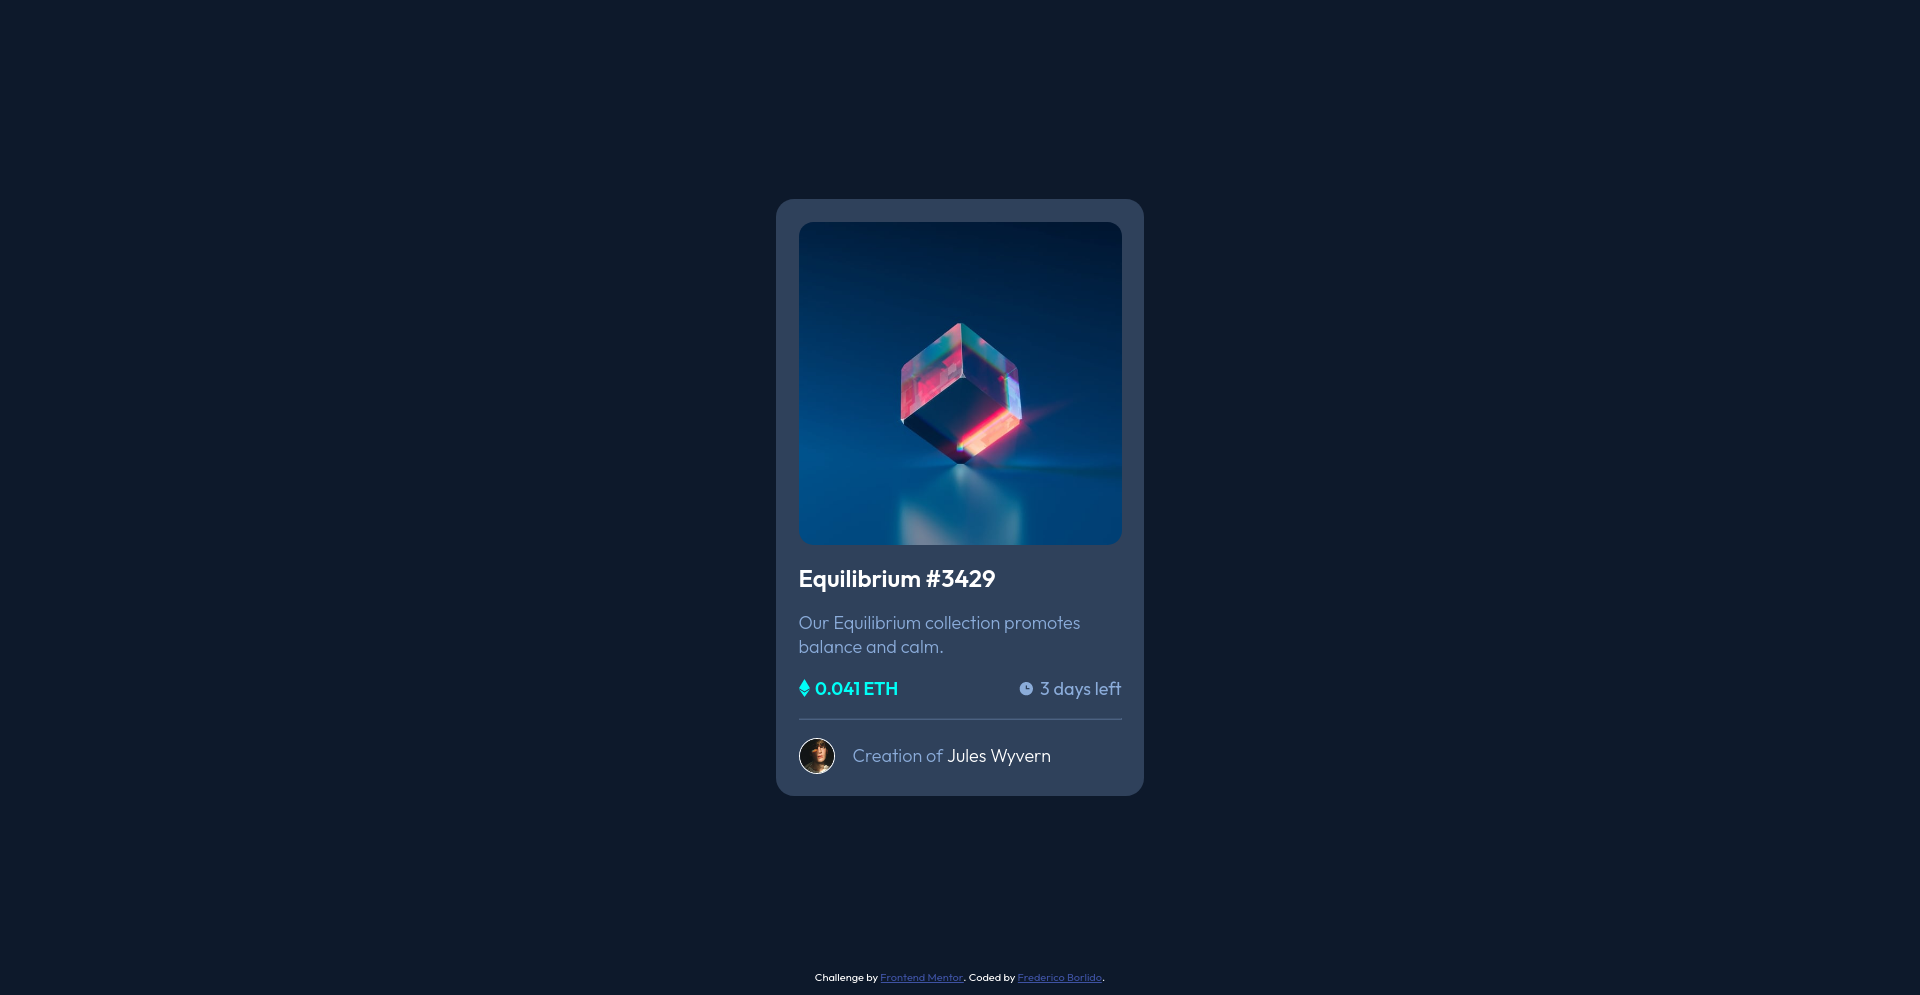 Equilibrium #3429
Our Equilibrium collection promotes
balance and calm.
0.041 ETH
3 days left
Creation of Jules Wyvern
Challenge by Frontend Mentor. Coded by Frederico Borlido.